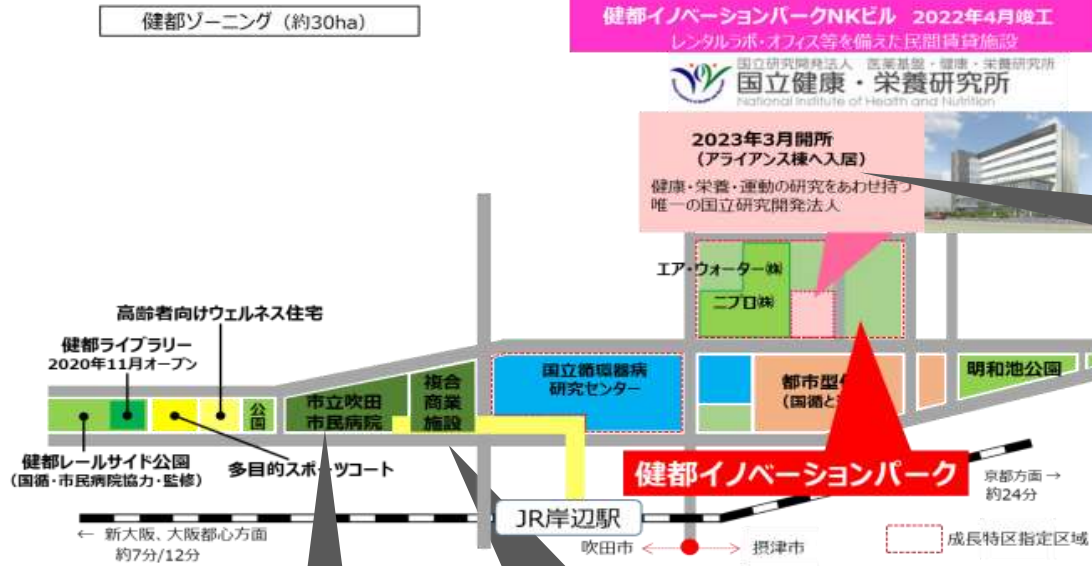 健都ゾーニング（約30ha）
健都イノベーションパークNKビル 2022年4月竣工
レンタルラボ・オフィス等を備えた民間賃貸施設
国立研究開発法人 医薬基盤・健康・栄養研究所
国立健康・栄養研究所
National Institute of Health and Nutrition
2023年3月開所
（アライアンス棟へ入居）
健康・栄養・運動の研究をあわせ持つ
唯一の国立研究開発法人
エア・ウォーター㈱
ニプロ㈱
高齢者向けウェルネス住宅
健都ライブラリー
2020年11月オープン
国立循環器病
研究センター
都市型
（国循と
明和池公園
複合
商業
施設
市立吹田
市民病院
公園
健都レールサイド公園
（国循・市民病院協力・監修）
多目的スポーツコート
健都イノベーションパーク
京都方面→
約24分
JR岸辺駅
← 新大阪、大阪都心方面
約7分/12分
吹田市
摂津市
成長特区指定区域